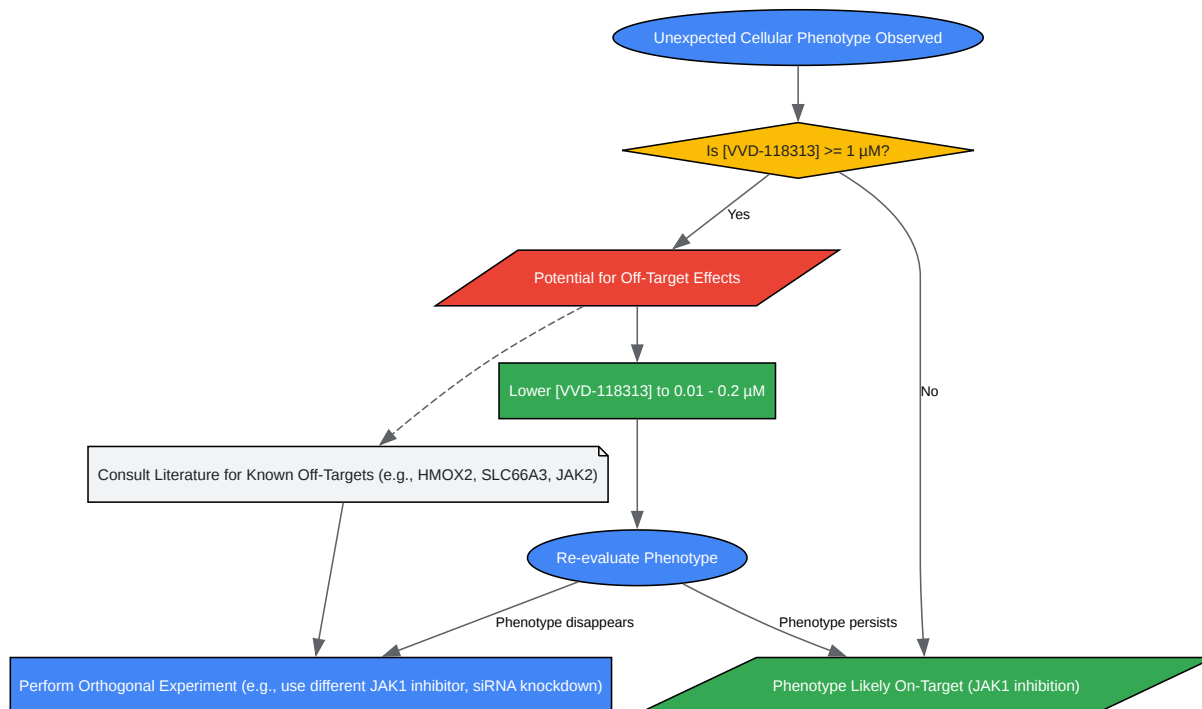 Unexpected Cellular Phenotype Observed
Is [VVD-118313] >= 1 µM?
Yes
Potential for Off-Target Effects
Lower [VVD-118313] to 0.01 - 0.2 µM
No
Consult Literature for Known Off-Targets (e.g., HMOX2, SLC66A3, JAK2)
Re-evaluate Phenotype
Phenotype disappears
Phenotype persists
Perform Orthogonal Experiment (e.g., use different JAK1 inhibitor, siRNA knockdown)
Phenotype Likely On-Target (JAK1 inhibition)